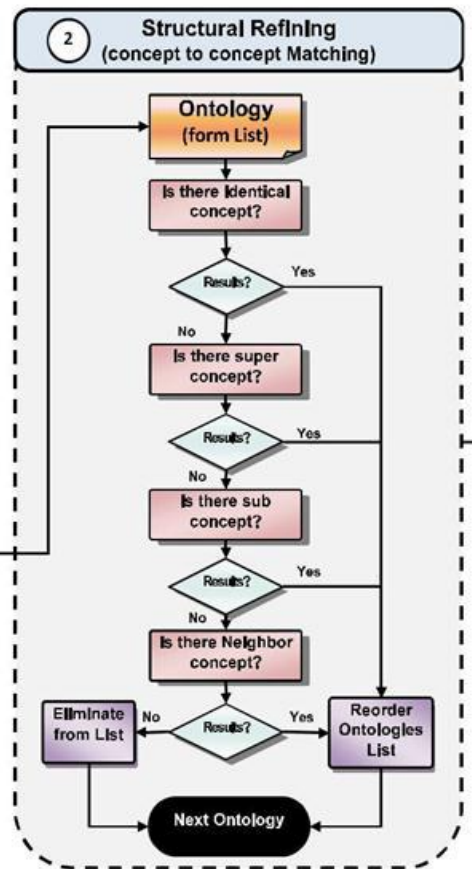 2
Structural Refining
(concept to concept Matching)
Ontology
(form List)
Is there Identical
concept?
Results?
Yes
No
Is there super
concept?
Results?
Yes
No
Is there sub
concept?
Results?
Yes
No
Is there Neighbor
concept?
Eliminate
from List
No
Results?
Yes
Reorder
Ontologies
List
Next Ontology